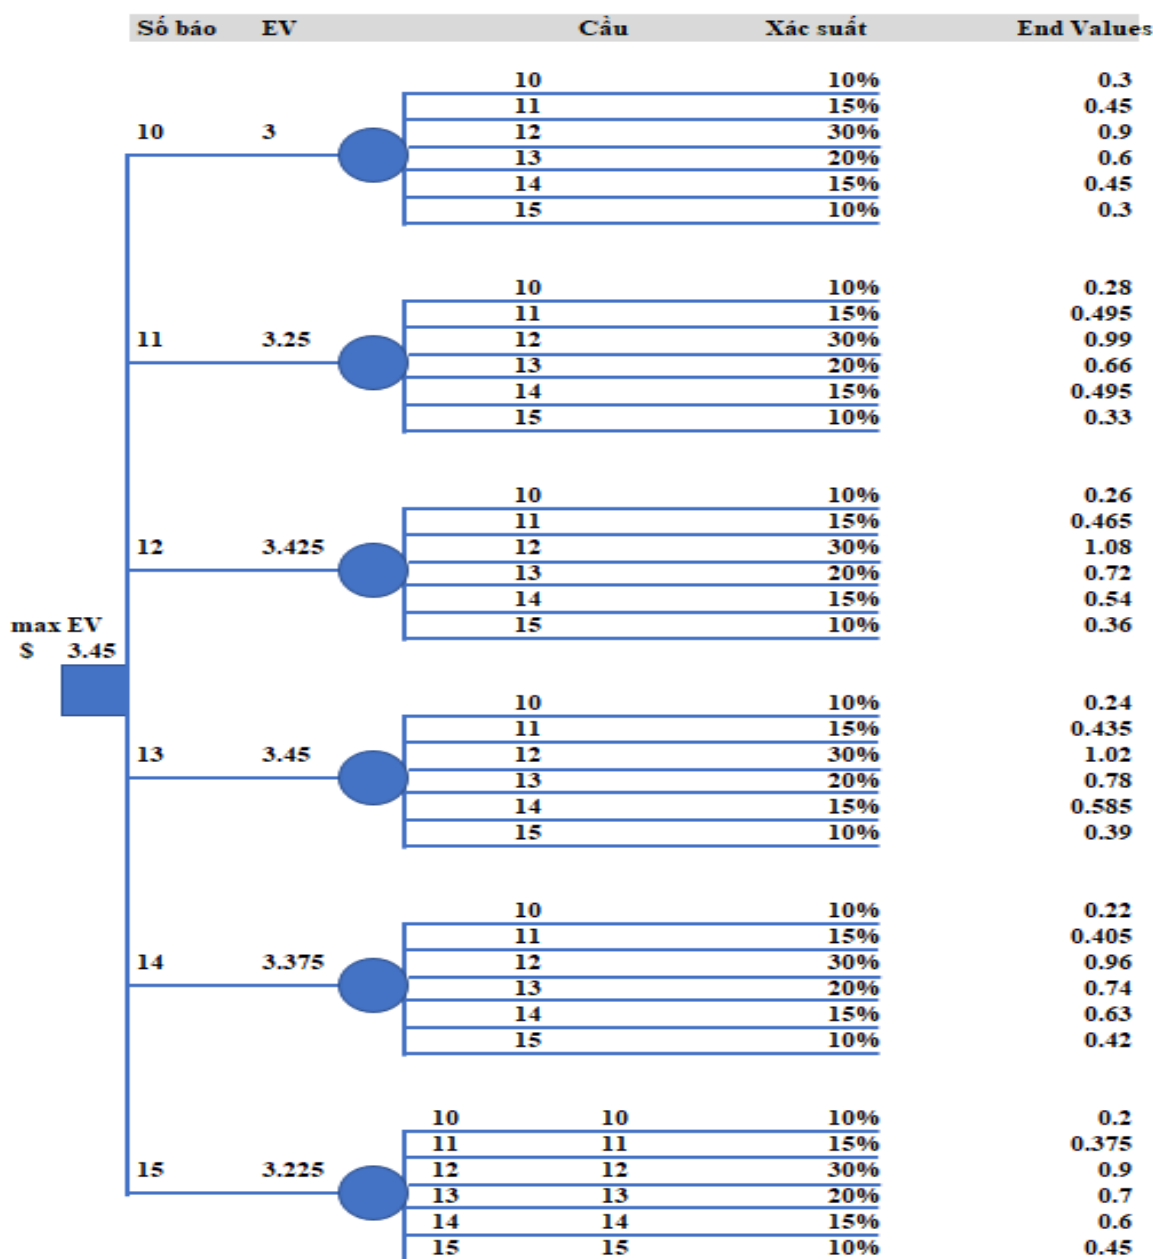 Số báo EV Cầu Xác suất End Values
10 10% 0.3
11 15% 0.45
10 3 12 30% 0.9
13 20% 0.6
14 15% 0.45
15 10% 0.3
10 10% 0.28
11 15% 0.495
11 3.25 12 30% 0.99
13 20% 0.66
14 15% 0.495
15 10% 0.33
10 10% 0.26
11 15% 0.465
12 3.425 12 30% 1.08
13 20% 0.72
14 15% 0.54
max EV 15 10% 0.36
$ 3.45
10 10% 0.24
11 15% 0.435
13 3.45 12 30% 1.02
13 20% 0.78
14 15% 0.585
15 10% 0.39
10 10% 0.22
11 15% 0.405
14 3.375 12 30% 0.96
13 20% 0.74
14 15% 0.63
15 10% 0.42
10 10 10% 0.2
11 11 15% 0.375
15 3.225 12 12 30% 0.9
13 13 20% 0.7
14 14 15% 0.6
15 15 10% 0.45